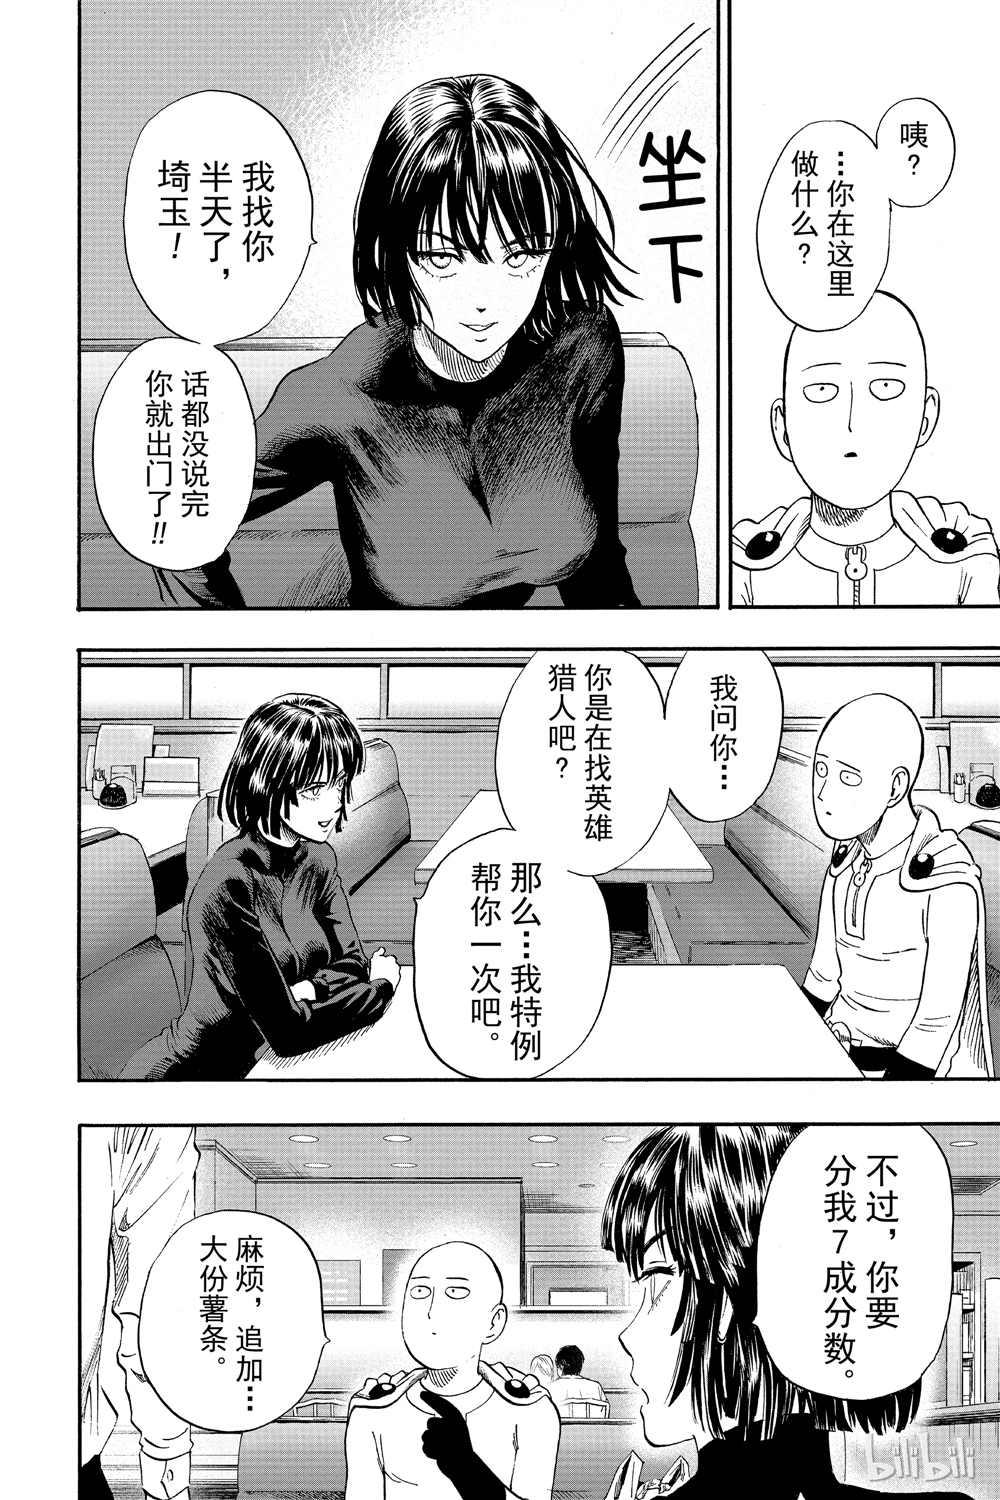 咦?
…你在这里
做什么?
坐下
我找你
半天了,
埼玉!
话都没说完
你就出门了!!
我问你…
你是在找英雄
猎人吧?
那么…我特例
帮你一次吧。
不过,你要
分我7成分数。
麻烦,追加…
大份薯条。
bilibili